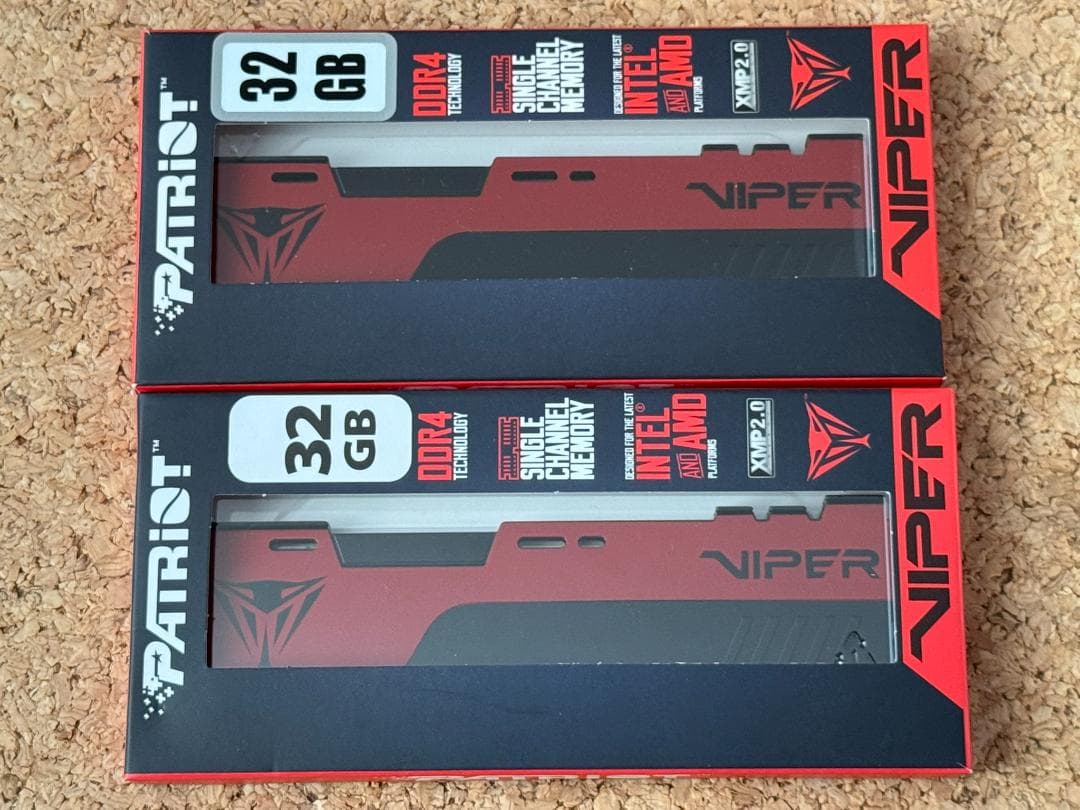 PATRIOT™
32
GB
DDR4
TECHNOLOGY
SINGLE
CHANNEL
MEMORY
DESIGNED FOR THE LATEST
INTEL®
AND AMD
PLATFORMS
XMP2.0
VIPER
VIPER
PATRIOT™
32
GB
DDR4
TECHNOLOGY
SINGLE
CHANNEL
MEMORY
DESIGNED FOR THE LATEST
INTEL®
AND AMD
PLATFORMS
XMP2.0
VIPER
VIPER